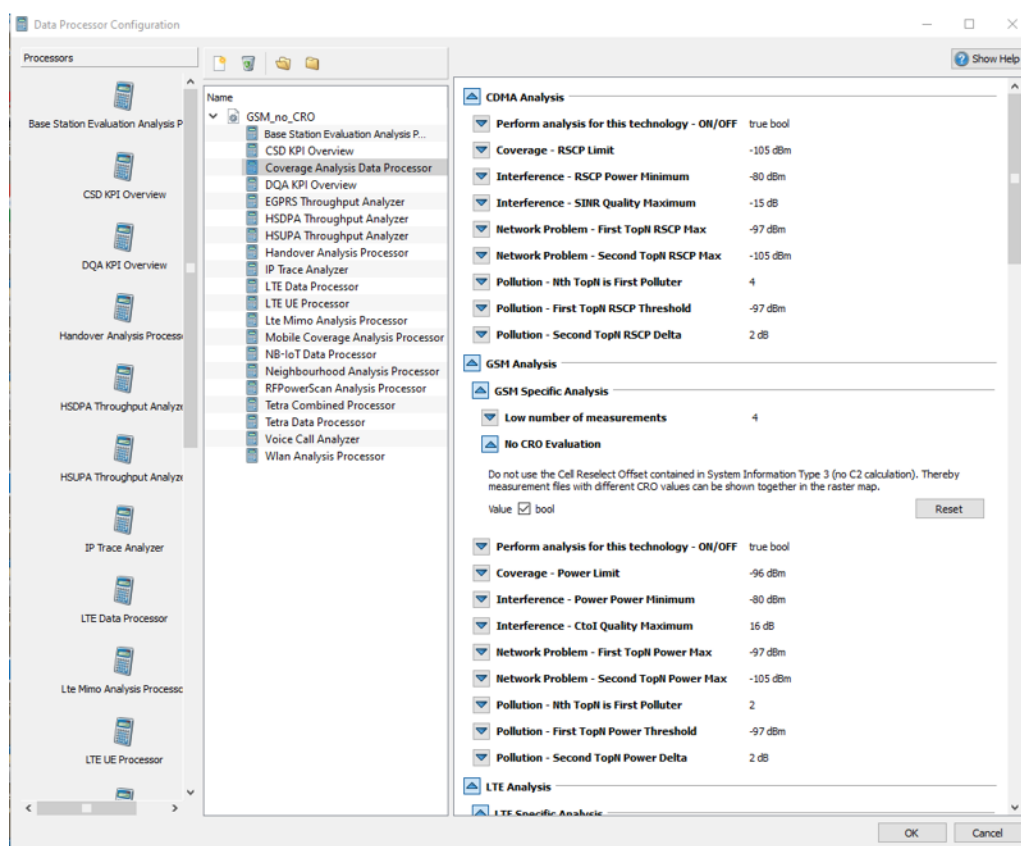 Data Processor Configuration
Processors
Show Help
Base Station Evaluation Analysis P
CSD KPI Overview
DQA KPI Overview
Handover Analysis Process
HSDPA Throughput Analyze
HSUPA Throughput Analyze
IP Trace Analyzer
LTE Data Processor
Lte Mimo Analysis Processo
LTE UE Processor
Name
GSM_no_CRO
Base Station Evaluation Analysis P...
CSD KPI Overview
Coverage Analysis Data Processor
DQA KPI Overview
EGPRS Throughput Analyzer
HSDPA Throughput Analyzer
HSUPA Throughput Analyzer
Handover Analysis Processor
IP Trace Analyzer
LTE Data Processor
LTE UE Processor
Lte Mimo Analysis Processor
Mobile Coverage Analysis Processor
NB-IoT Data Processor
Neighbourhood Analysis Processor
RFPowerScan Analysis Processor
Tetra Combined Processor
Tetra Data Processor
Voice Call Analyzer
Wlan Analysis Processor
CDMA Analysis
Perform analysis for this technology - ON/OFF true bool
Coverage - RSCP Limit -105 dBm
Interference - RSCP Power Minimum -80 dBm
Interference - SINR Quality Maximum -15 dB
Network Problem - First TopN RSCP Max -97 dBm
Network Problem - Second TopN RSCP Max -105 dBm
Pollution - Nth TopN is First Polluter 4
Pollution - First TopN RSCP Threshold -97 dBm
Pollution - Second TopN RSCP Delta 2 dB
GSM Analysis
GSM Specific Analysis
Low number of measurements 4
No CRO Evaluation
Do not use the Cell Reselect Offset contained in System Information Type 3 (no C2 calculation). Thereby
measurement files with different CRO values can be shown together in the raster map.
Value bool Reset
Perform analysis for this technology - ON/OFF true bool
Coverage - Power Limit -96 dBm
Interference - Power Power Minimum -80 dBm
Interference - CtoI Quality Maximum 16 dB
Network Problem - First TopN Power Max -97 dBm
Network Problem - Second TopN Power Max -105 dBm
Pollution - Nth TopN is First Polluter 2
Pollution - First TopN Power Threshold -97 dBm
Pollution - Second TopN Power Delta 2 dB
LTE Analysis
LTE Specific Analysis
OK Cancel